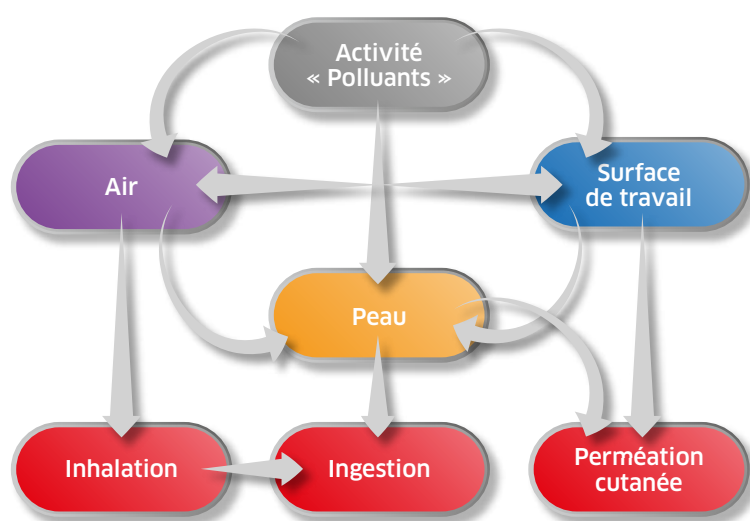 Activité
« Polluants »
Air
Surface
de travail
Peau
Inhalation
Ingestion
Perméation
cutanée